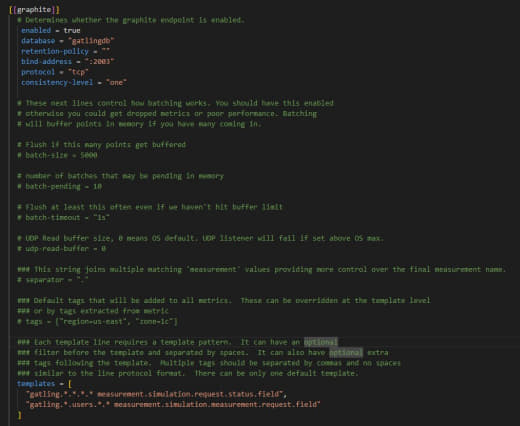 [[graphite]]
# Determines whether the graphite endpoint is enabled.
enabled = true
database = "gatlingdb"
retention-policy = ""
bind-address = ":2003"
protocol = "tcp"
consistency-level = "one"
# These next lines control how batching works. You should have this enabled
# otherwise you could get dropped metrics or poor performance. Batching
# will buffer points in memory if you have many coming in.
# Flush if this many points get buffered
# batch-size = 5000
# number of batches that may be pending in memory
# batch-pending = 10
# Flush at least this often even if we haven't hit buffer limit
# batch-timeout = "1s"
# UDP Read buffer size, 0 means OS default. UDP listener will fail if set above OS max.
# udp-read-buffer = 0
### This string joins multiple matching 'measurement' values providing more control over the final measurement name.
# separator = "."
### Default tags that will be added to all metrics.  These can be overridden at the template level
### or by tags extracted from metric
# tags = ["region=us-east", "zone=1c"]
### Each template line requires a template pattern.  It can have an optional
### filter before the template and separated by spaces.  It can also have optional extra
### tags following the template.  Multiple tags should be separated by commas and no spaces
### similar to the line protocol format.  There can be only one default template.
templates = [
"gatling.*.*.*.* measurement.simulation.request.status.field",
"gatling.*.users.*.* measurement.simulation.measurement.request.field"
]